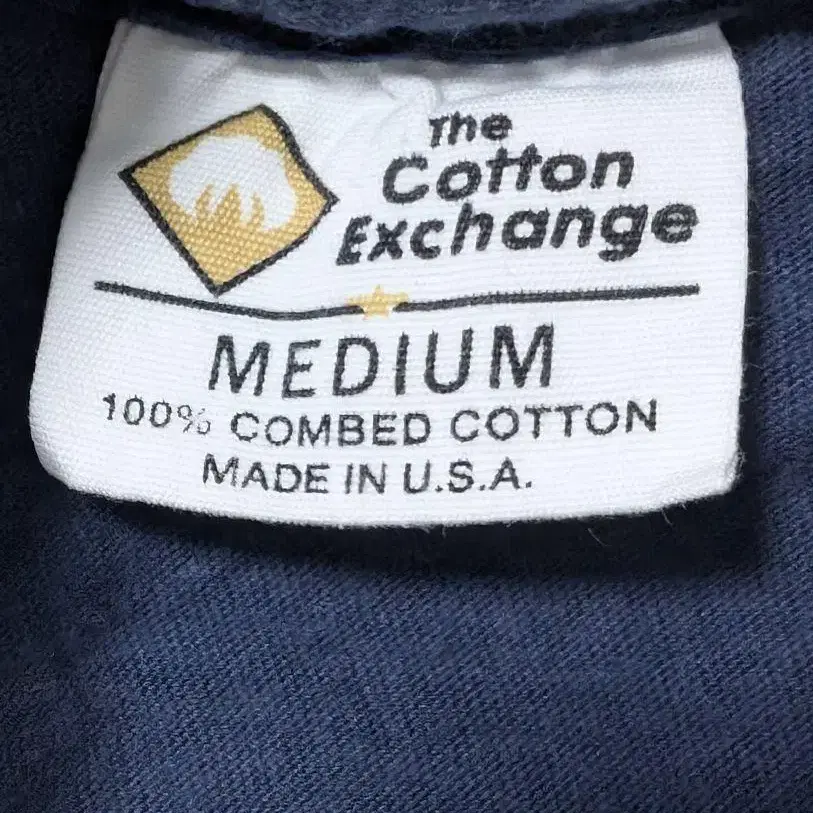 The
Cotton
Exchange
MEDIUM
100% COMBED COTTON
MADE IN U.S.A.